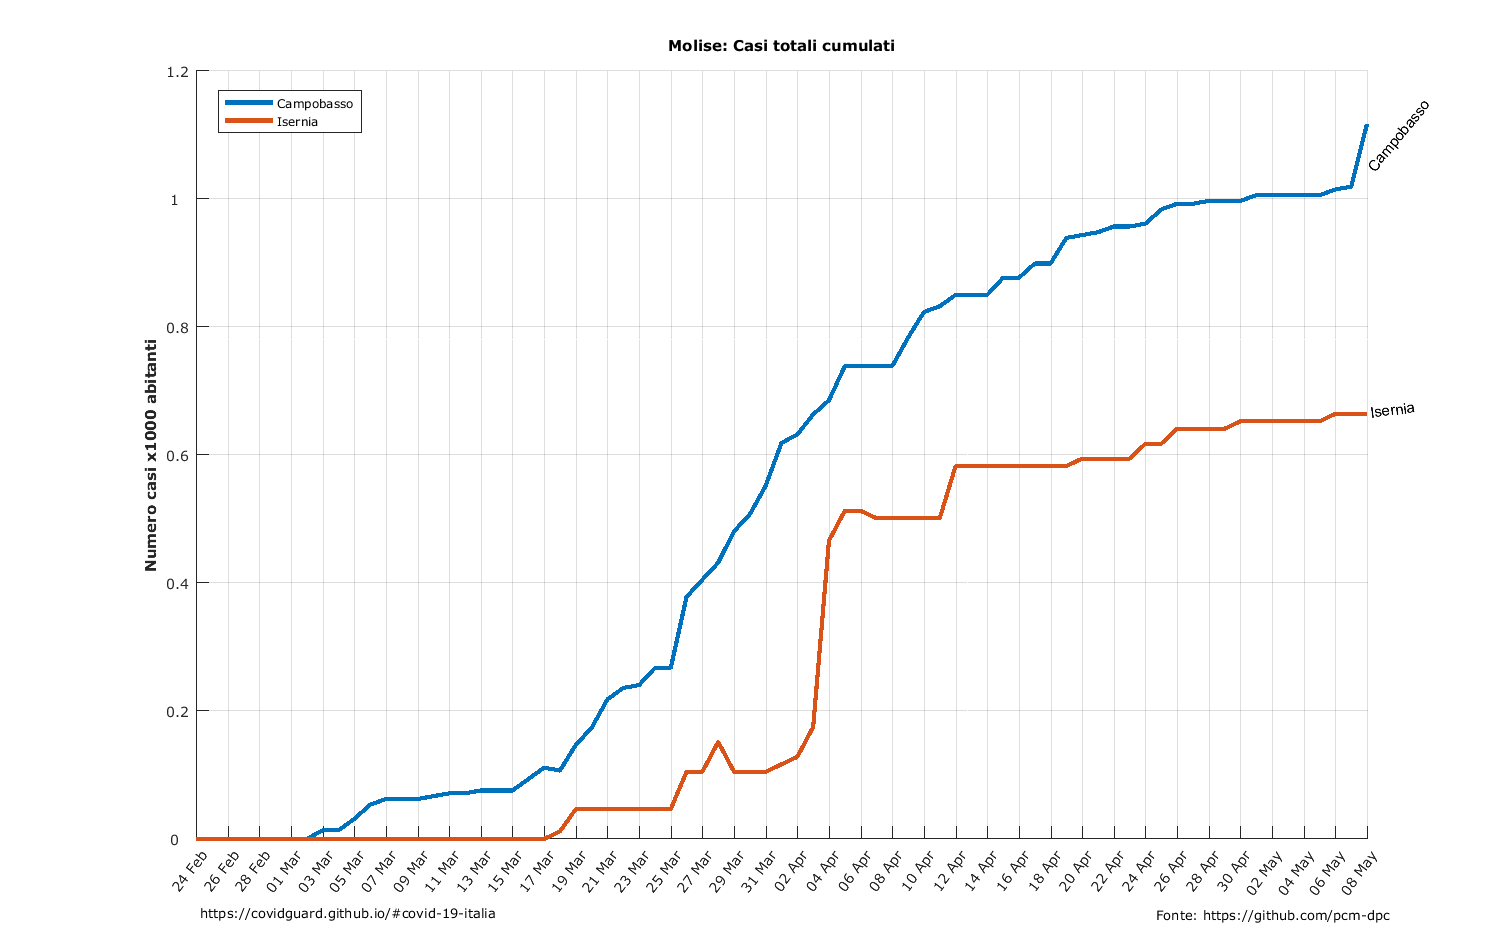 Molise: Casi totali cumulati
Campobasso
Isernia
Numero casi x1000 abitanti
1.2
1
0.8
0.6
0.4
0.2
0
Campobasso
Isernia
24 Feb
26 Feb
28 Feb
01 Mar
03 Mar
05 Mar
07 Mar
09 Mar
11 Mar
13 Mar
15 Mar
17 Mar
19 Mar
21 Mar
23 Mar
25 Mar
27 Mar
29 Mar
31 Mar
02 Apr
04 Apr
06 Apr
08 Apr
10 Apr
12 Apr
14 Apr
16 Apr
18 Apr
20 Apr
22 Apr
24 Apr
26 Apr
28 Apr
30 Apr
02 May
04 May
06 May
08 May
https://covidguard.github.io/#covid-19-italia
Fonte: https://github.com/pcm-dpc